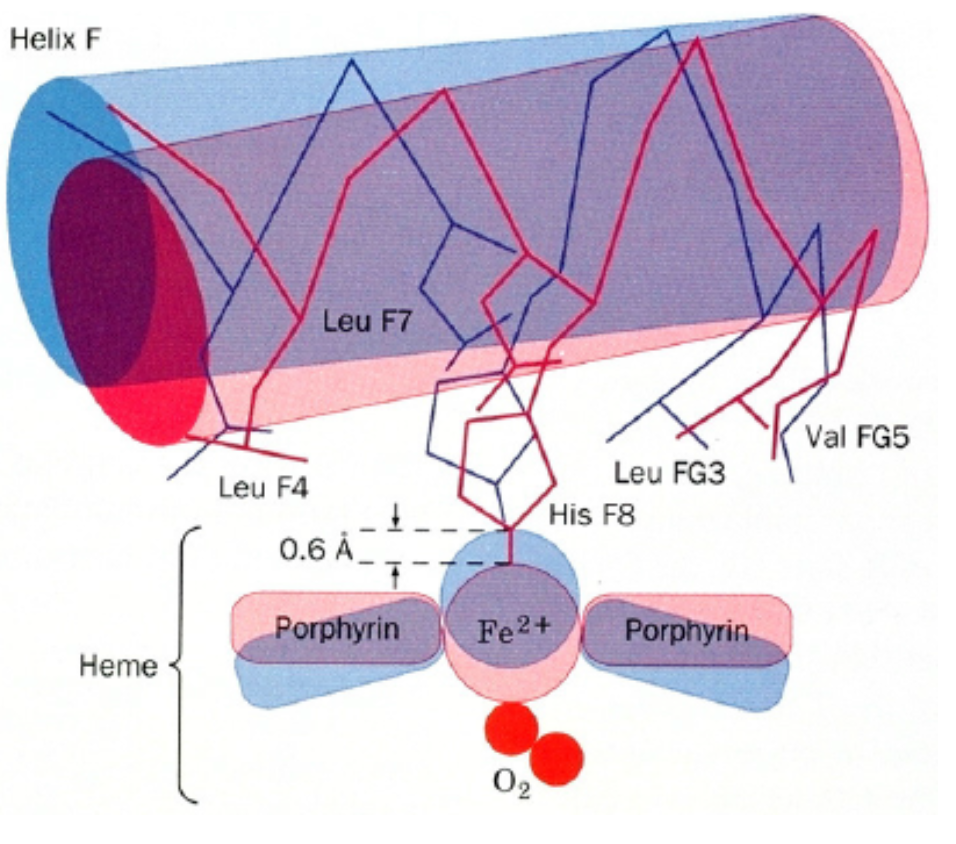 Helix F
Leu F7
Val FG5
Leu FG3
Leu F4
His F8
0.6 Å
Porphyrin
Fe²⁺
Porphyrin
Heme
O₂